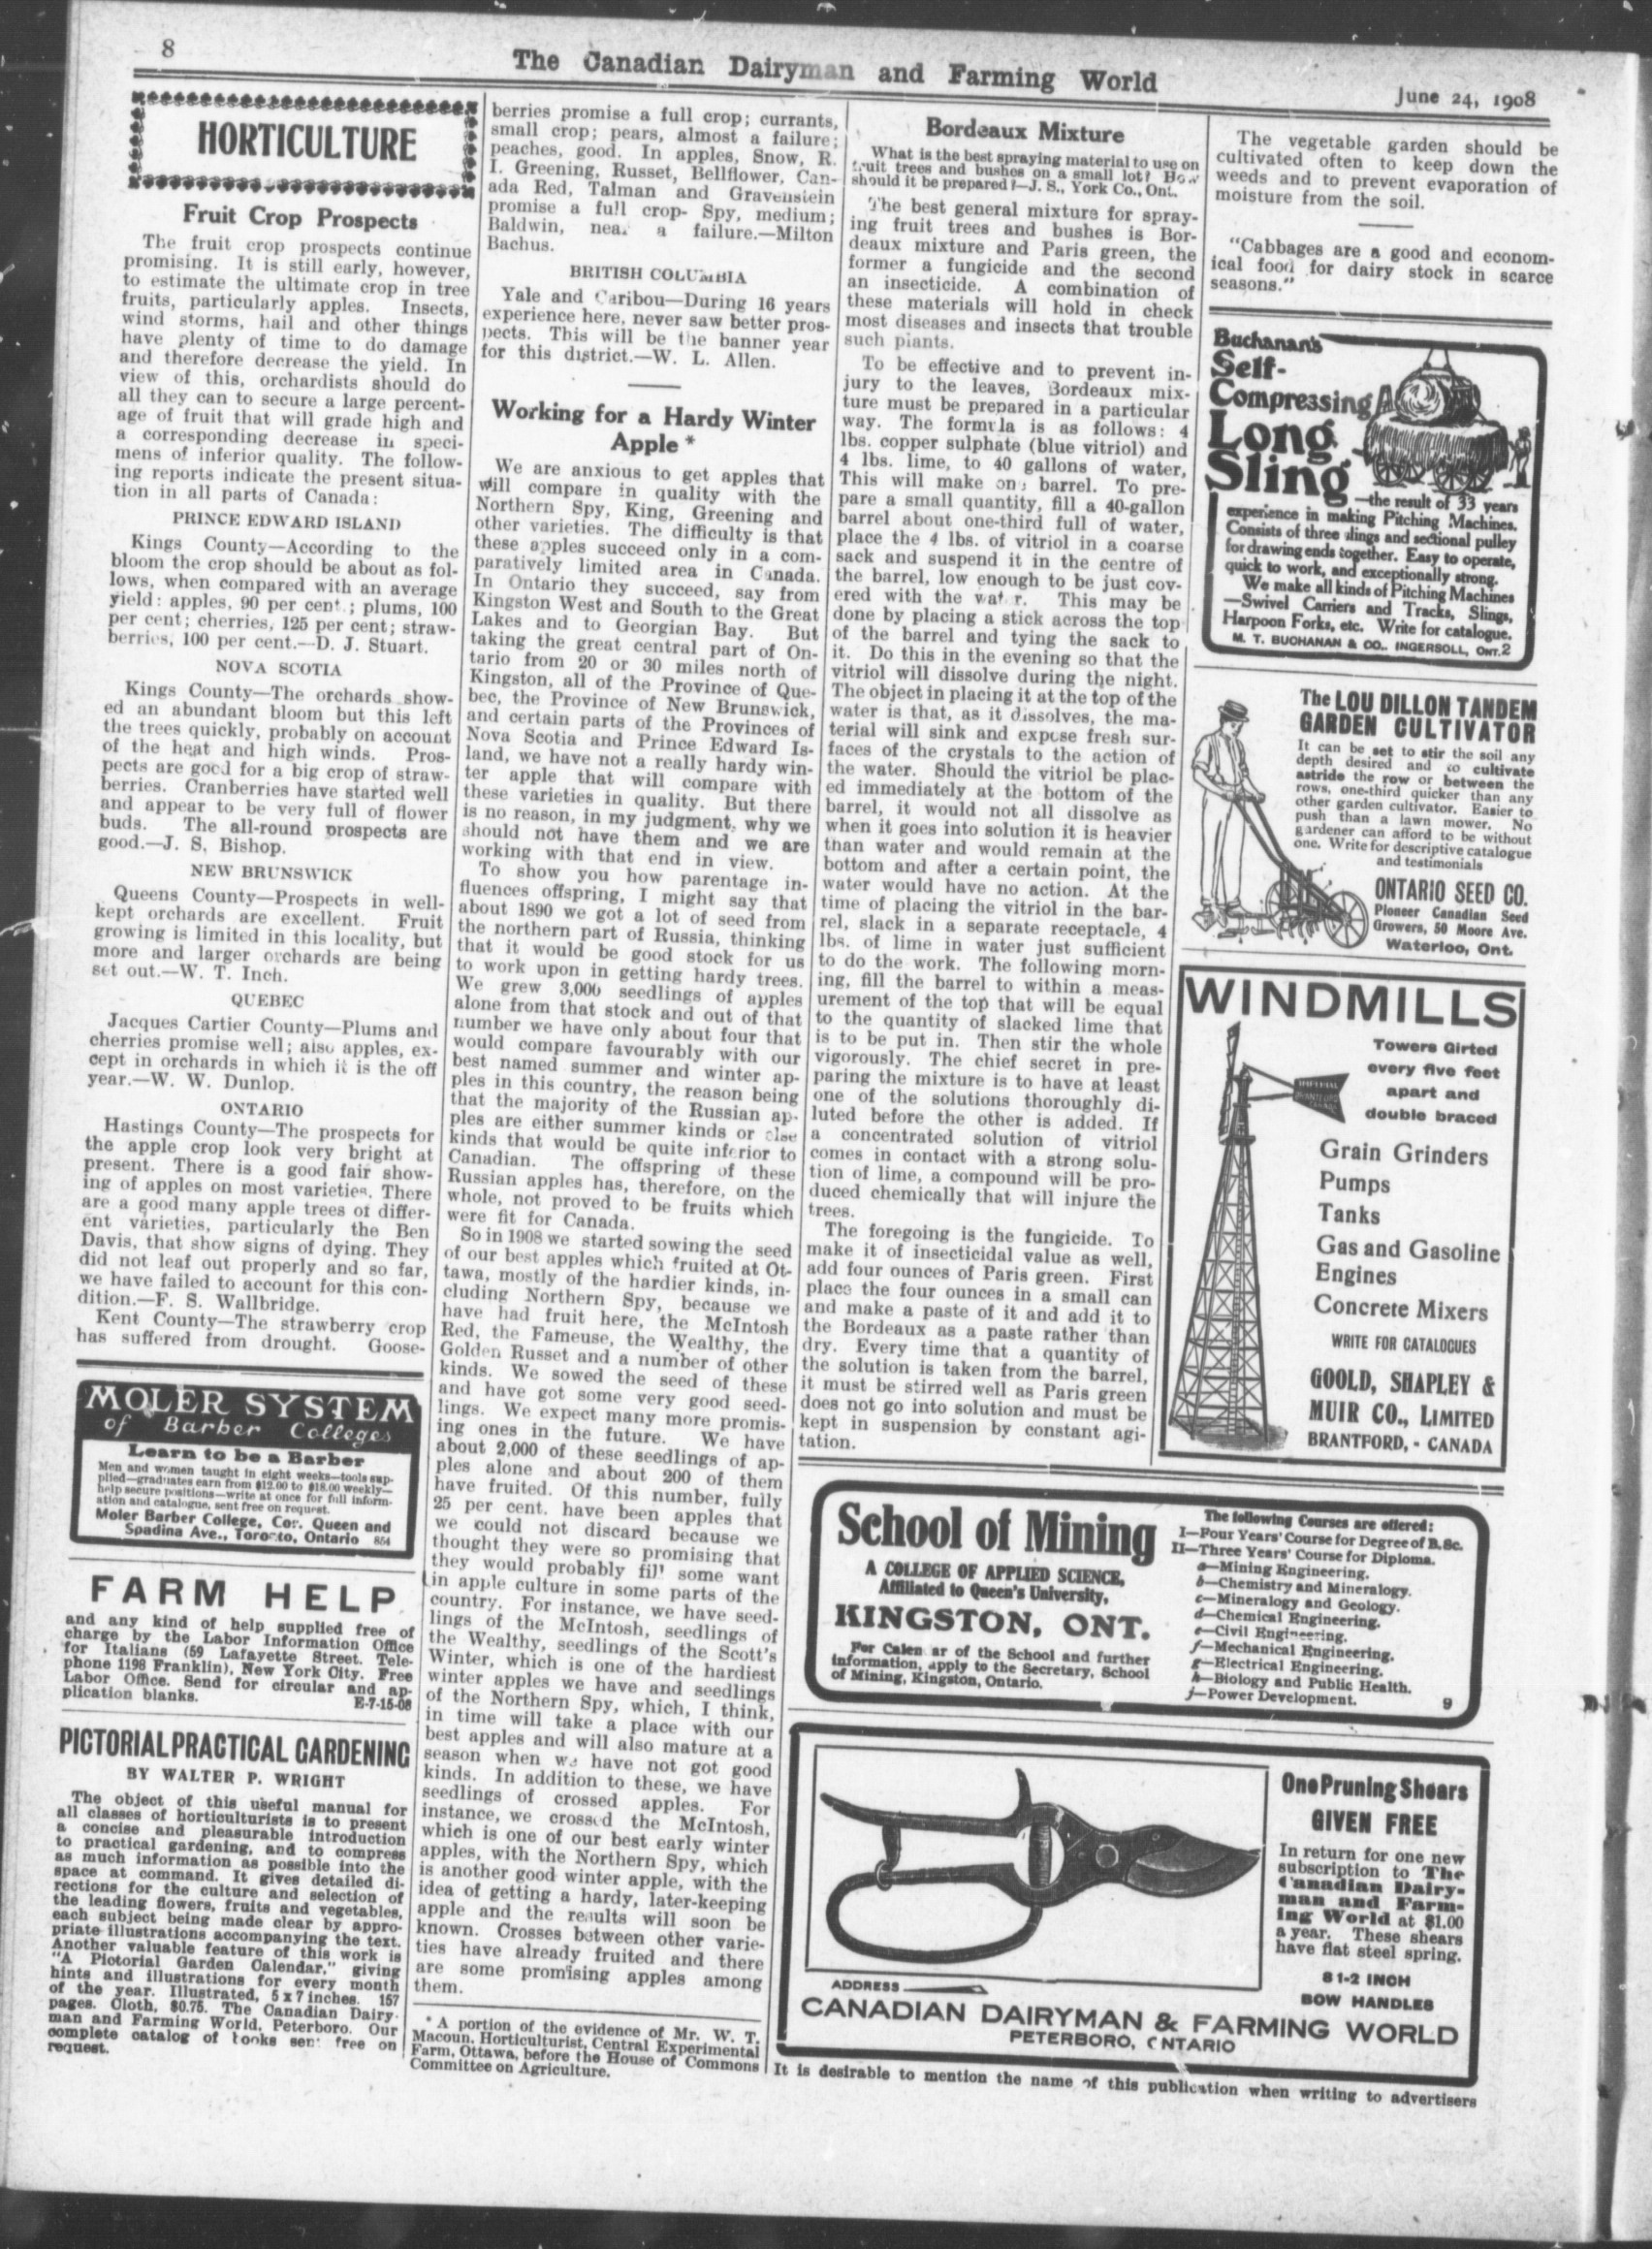 8
The Canadian Dairyman and Farming World
June 24, 1908
HORTICULTURE
Fruit Crop Prospects
The fruit crop prospects continue
promising. It is still early, however,
to estimate the ultimate crop in tree
fruits, particularly apples. Insects,
wind storms, hail and other things
have plenty of time to do damage
and therefore decrease the yield. In
view of this, orchardists should do
all they can to secure a large percent-
age of fruit that will grade high and
a corresponding decrease in speci-
mens of inferior quality. The follow-
ing reports indicate the present situa-
tion in all parts of Canada:
PRINCE EDWARD ISLAND
Kings County—According to the
bloom the crop should be about as fol-
lows, when compared with an average
yield: apples, 90 per cent.; plums, 100
per cent; cherries, 125 per cent; straw-
berries, 100 per cent.—D. J. Stuart.
NOVA SCOTIA
Kings County—The orchards show-
ed an abundant bloom but this left
the trees quickly, probably on account
of the heat and high winds. Pros-
pects are good for a big crop of straw-
berries. Cranberries have started well
and appear to be very full of flower
buds. The all-round prospects are
good.—J. S. Bishop.
NEW BRUNSWICK
Queens County—Prospects in well-
kept orchards are excellent. Fruit
growing is limited in this locality, but
more and larger orchards are being
set out.—W. T. Inch.
QUEBEC
Jacques Cartier County—Plums and
cherries promise well; also apples, ex-
cept in orchards in which it is the off
year.—W. W. Dunlop.
ONTARIO
Hastings County—The prospects for
the apple crop look very bright at
present. There is a good fair show-
ing of apples on most varieties. There
are a good many apple trees of differ-
ent varieties, particularly the Ben
Davis, that show signs of dying. They
did not leaf out properly and so far,
we have failed to account for this con-
dition.—F. S. Wallbridge.
Kent County—The strawberry crop
has suffered from drought. Goose-
MOLER SYSTEM
of Barber Colleges
Learn to be a Barber
Men and women taught in eight weeks—tools sup-
plied—graduates earn from $12.00 to $18.00 weekly—
help secure positions—write at once for full inform-
ation and catalogue, sent free on request.
Moler Barber College, Cor. Queen and
Spadina Ave., Toronto, Ontario 854
FARM HELP
and any kind of help supplied free of
charge by the Labor Information Office
for Italians (59 Lafayette Street. Tele-
phone 1198 Franklin), New York City. Free
Labor Office. Send for circular and ap-
plication blanks. E-7-15-08
PICTORIAL PRACTICAL GARDENING
BY WALTER P. WRIGHT
The object of this useful manual for
all classes of horticulturists is to present
a concise and pleasurable introduction
to practical gardening, and to compress
as much information as possible into the
space at command. It gives detailed di-
rections for the culture and selection of
the leading flowers, fruits and vegetables,
each subject being made clear by appro-
priate illustrations accompanying the text.
Another valuable feature of this work is
"A Pictorial Garden Calendar," giving
hints and illustrations for every month
of the year. Illustrated, 5 x 7 inches. 157
pages. Cloth, $0.75. The Canadian Dairy-
man and Farming World, Peterboro. Our
complete catalog of books sent free on
request.
berries promise a full crop; currants,
small crop; pears, almost a failure;
peaches, good. In apples, Snow, R.
I. Greening, Russet, Bellflower, Can-
ada Red, Talman and Gravenstein
promise a full crop- Spy, medium;
Baldwin, near a failure.—Milton
Bachus.
BRITISH COLUMBIA
Yale and Caribou—During 16 years
experience here, never saw better pros-
pects. This will be the banner year
for this district.—W. L. Allen.
Working for a Hardy Winter
Apple *
We are anxious to get apples that
will compare in quality with the
Northern Spy, King, Greening and
other varieties. The difficulty is that
these apples succeed only in a com-
paratively limited area in Canada.
In Ontario they succeed, say from
Kingston West and South to the Great
Lakes and to Georgian Bay. But
taking the great central part of On-
tario from 20 or 30 miles north of
Kingston, all of the Province of Que-
bec, the Province of New Brunswick,
and certain parts of the Provinces of
Nova Scotia and Prince Edward Is-
land, we have not a really hardy win-
ter apple that will compare with
these varieties in quality. But there
is no reason, in my judgment, why we
should not have them and we are
working with that end in view.
To show you how parentage in-
fluences offspring, I might say that
about 1890 we got a lot of seed from
the northern part of Russia, thinking
that it would be good stock for us
to work upon in getting hardy trees.
We grew 3,000 seedlings of apples
alone from that stock and out of that
number we have only about four that
would compare favourably with our
best named summer and winter ap-
ples in this country, the reason being
that the majority of the Russian ap-
ples are either summer kinds or else
kinds that would be quite inferior to
Canadian. The offspring of these
Russian apples has, therefore, on the
whole, not proved to be fruits which
were fit for Canada.
So in 1908 we started sowing the seed
of our best apples which fruited at Ot-
tawa, mostly of the hardier kinds, in-
cluding Northern Spy, because we
have had fruit here, the McIntosh
Red, the Fameuse, the Wealthy, the
Golden Russet and a number of other
kinds. We sowed the seed of these
and have got some very good seed-
lings. We expect many more promis-
ing ones in the future. We have
about 2,000 of these seedlings of ap-
ples alone and about 200 of them
have fruited. Of this number, fully
25 per cent. have been apples that
we could not discard because we
thought they were so promising that
they would probably fill some want
in apple culture in some parts of the
country. For instance, we have seed-
lings of the McIntosh, seedlings of
the Wealthy, seedlings of the Scott's
Winter, which is one of the hardiest
winter apples we have and seedlings
of the Northern Spy, which, I think,
in time will take a place with our
best apples and will also mature at a
season when we have not got good
kinds. In addition to these, we have
seedlings of crossed apples. For
instance, we crossed the McIntosh,
which is one of our best early winter
apples, with the Northern Spy, which
is another good winter apple, with the
idea of getting a hardy, later-keeping
apple and the results will soon be
known. Crosses between other varie-
ties have already fruited and there
are some promising apples among
them.
* A portion of the evidence of Mr. W. T.
Macoun, Horticulturist, Central Experimental
Farm, Ottawa, before the House of Commons
Committee on Agriculture.
Bordeaux Mixture
What is the best spraying material to use on
fruit trees and bushes on a small lot? How
should it be prepared?—J. S., York Co., Ont.
The best general mixture for spray-
ing fruit trees and bushes is Bor-
deaux mixture and Paris green, the
former a fungicide and the second
an insecticide. A combination of
these materials will hold in check
most diseases and insects that trouble
such plants.
To be effective and to prevent in-
jury to the leaves, Bordeaux mix-
ture must be prepared in a particular
way. The formula is as follows: 4
lbs. copper sulphate (blue vitriol) and
4 lbs. lime, to 40 gallons of water,
This will make one barrel. To pre-
pare a small quantity, fill a 40-gallon
barrel about one-third full of water,
place the 4 lbs. of vitriol in a coarse
sack and suspend it in the centre of
the barrel, low enough to be just cov-
ered with the water. This may be
done by placing a stick across the top
of the barrel and tying the sack to
it. Do this in the evening so that the
vitriol will dissolve during the night.
The object in placing it at the top of the
water is that, as it dissolves, the ma-
terial will sink and expose fresh sur-
faces of the crystals to the action of
the water. Should the vitriol be plac-
ed immediately at the bottom of the
barrel, it would not all dissolve as
when it goes into solution it is heavier
than water and would remain at the
bottom and after a certain point, the
water would have no action. At the
time of placing the vitriol in the bar-
rel, slack in a separate receptacle, 4
lbs. of lime in water just sufficient
to do the work. The following morn-
ing, fill the barrel to within a meas-
urement of the top that will be equal
to the quantity of slacked lime that
is to be put in. Then stir the whole
vigorously. The chief secret in pre-
paring the mixture is to have at least
one of the solutions thoroughly di-
luted before the other is added. If
a concentrated solution of vitriol
comes in contact with a strong solu-
tion of lime, a compound will be pro-
duced chemically that will injure the
trees.
The foregoing is the fungicide. To
make it of insecticidal value as well,
add four ounces of Paris green. First
place the four ounces in a small can
and make a paste of it and add it to
the Bordeaux as a paste rather than
dry. Every time that a quantity of
the solution is taken from the barrel,
it must be stirred well as Paris green
does not go into solution and must be
kept in suspension by constant agi-
tation.
The vegetable garden should be
cultivated often to keep down the
weeds and to prevent evaporation of
moisture from the soil.
"Cabbages are a good and econom-
ical food for dairy stock in scarce
seasons."
Buchanan's
Self-
Compressing
Long
Sling
—the result of 33 years
experience in making Pitching Machines.
Consists of three slings and sectional pulley
for drawing ends together. Easy to operate,
quick to work, and exceptionally strong.
We make all kinds of Pitching Machines
—Swivel Carriers and Tracks, Slings,
Harpoon Forks, etc. Write for catalogue.
M. T. BUCHANAN & CO., INGERSOLL, ONT. 2
The LOU DILLON TANDEM
GARDEN CULTIVATOR
It can be set to stir the soil any
depth desired and to cultivate
astride the row or between the
rows, one-third quicker than any
other garden cultivator. Easier to
push than a lawn mower. No
gardener can afford to be without
one. Write for descriptive catalogue
and testimonials
ONTARIO SEED CO.
Pioneer Canadian Seed
Growers, 50 Moore Ave.
Waterloo, Ont.
WINDMILLS
Towers Girted
every five feet
apart and
double braced
Grain Grinders
Pumps
Tanks
Gas and Gasoline
Engines
Concrete Mixers
WRITE FOR CATALOGUES
GOOLD, SHAPLEY &
MUIR CO., LIMITED
BRANTFORD, - CANADA
School of Mining
A COLLEGE OF APPLIED SCIENCE,
Affiliated to Queen's University,
KINGSTON, ONT.
For Calendar of the School and further
information, apply to the Secretary, School
of Mining, Kingston, Ontario.
The following Courses are offered:
I—Four Years' Course for Degree of B.Sc.
II—Three Years' Course for Diploma.
a—Mining Engineering.
b—Chemistry and Mineralogy.
c—Mineralogy and Geology.
d—Chemical Engineering.
e—Civil Engineering.
f—Mechanical Engineering.
g—Electrical Engineering.
h—Biology and Public Health.
j—Power Development. 9
One Pruning Shears
GIVEN FREE
In return for one new
subscription to The
Canadian Dairy-
man and Farm-
ing World at $1.00
a year. These shears
have flat steel spring.
8 1-2 INCH
BOW HANDLES
ADDRESS
CANADIAN DAIRYMAN & FARMING WORLD
PETERBORO, ONTARIO
It is desirable to mention the name of this publication when writing to advertisers